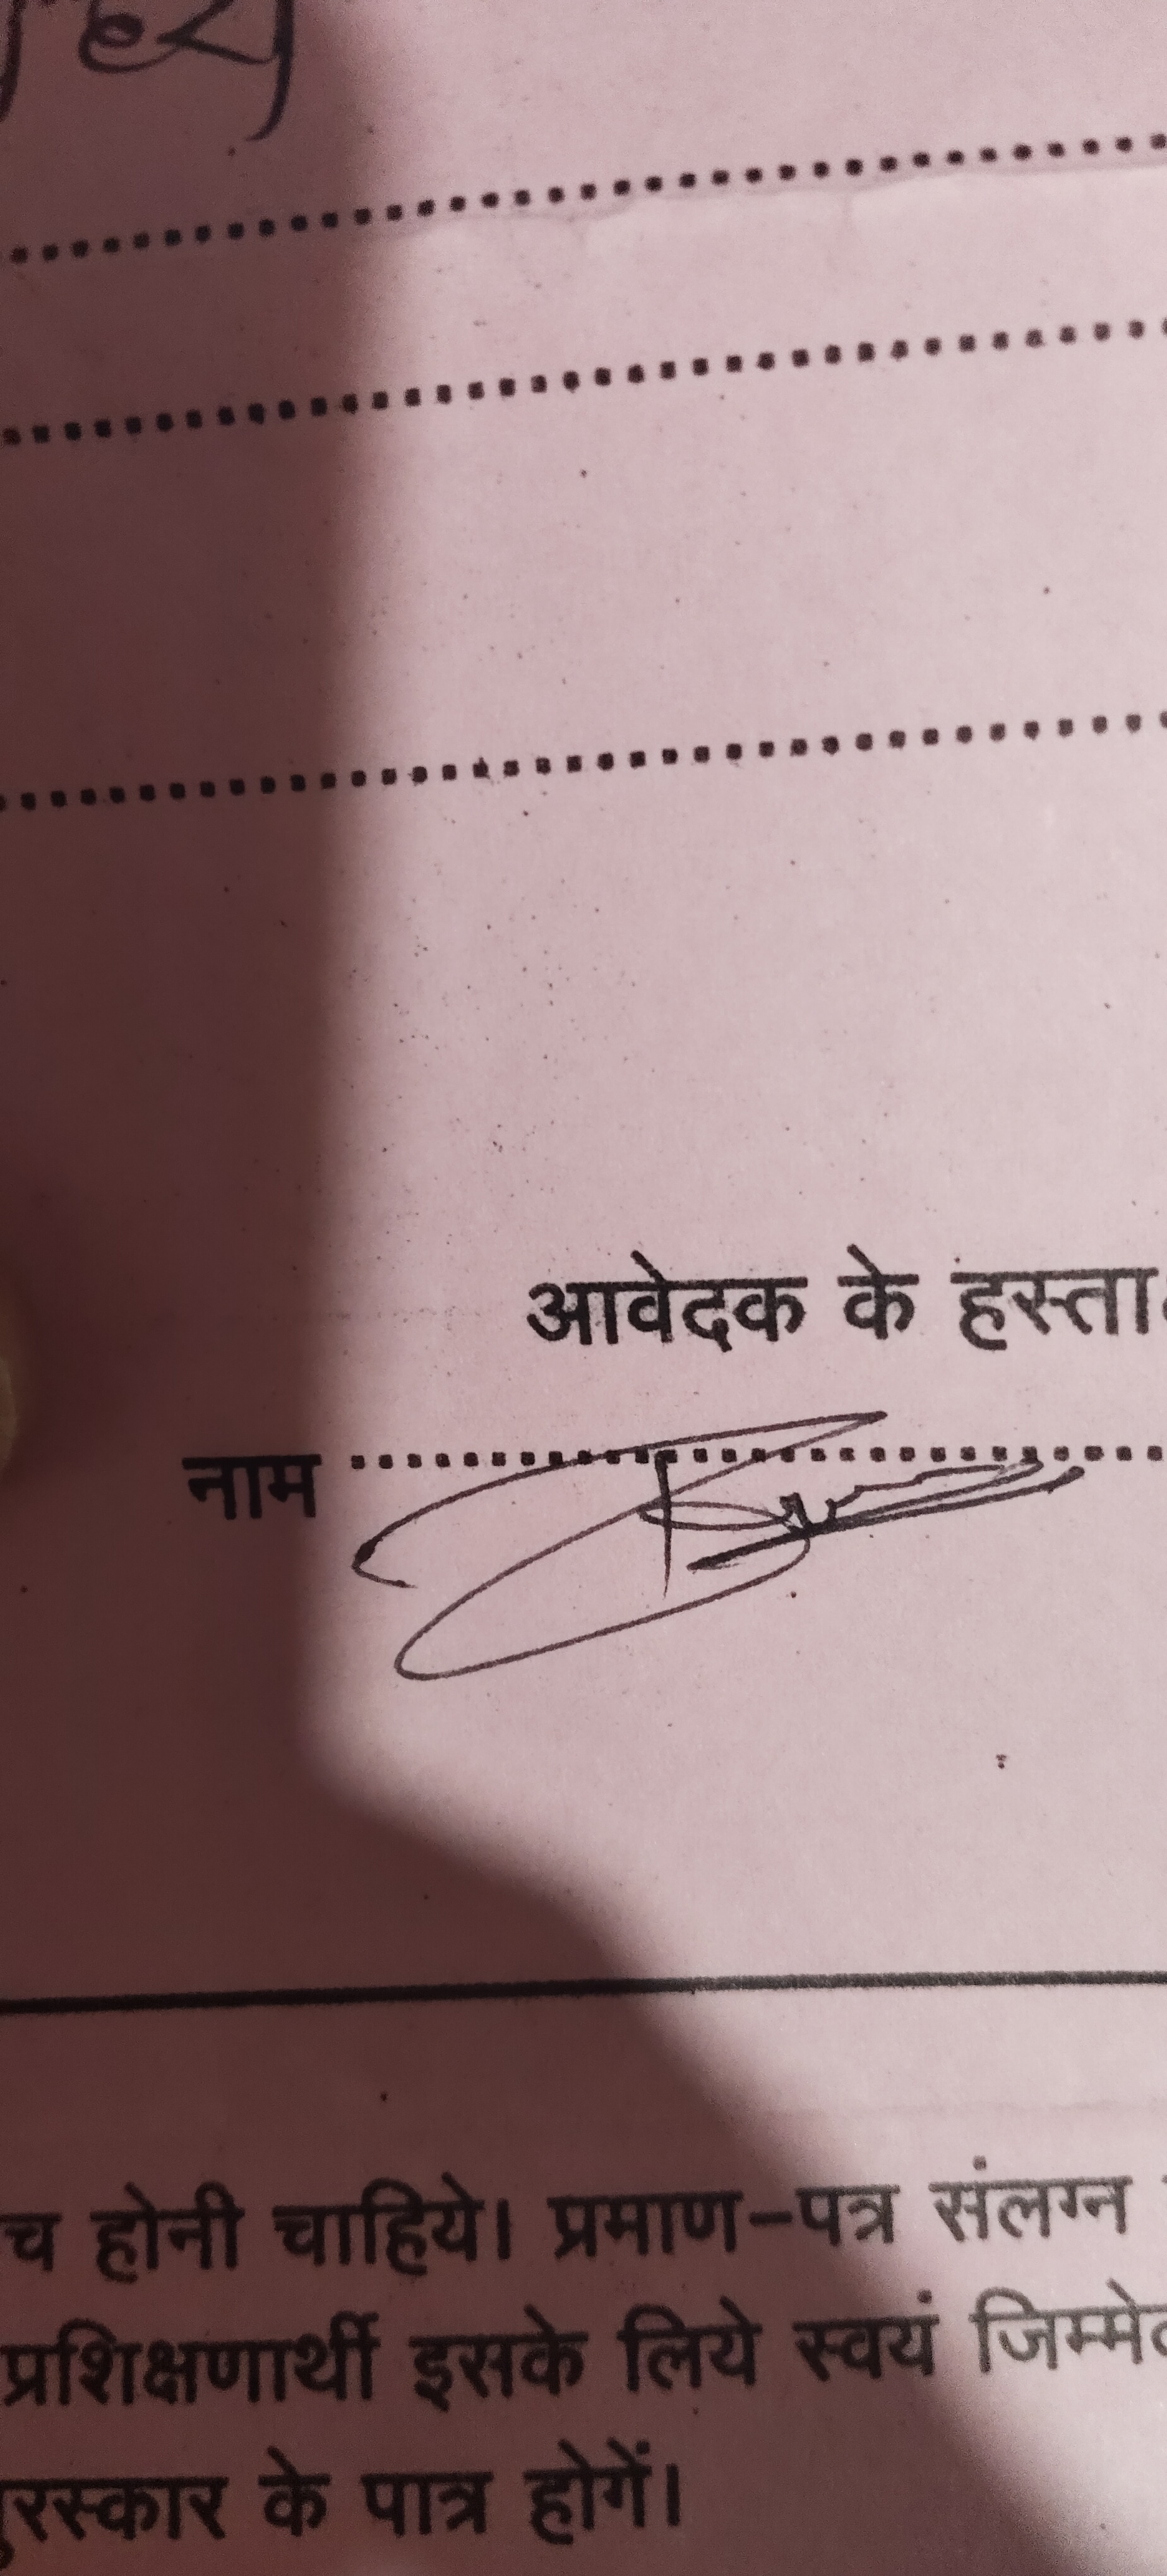 आवेदक के हस्ता
नाम
च होनी चाहिये। प्रमाण-पत्र संलग्न
प्रशिक्षणार्थी इसके लिये स्वयं जिम्मे
पुरस्कार के पात्र होगें।